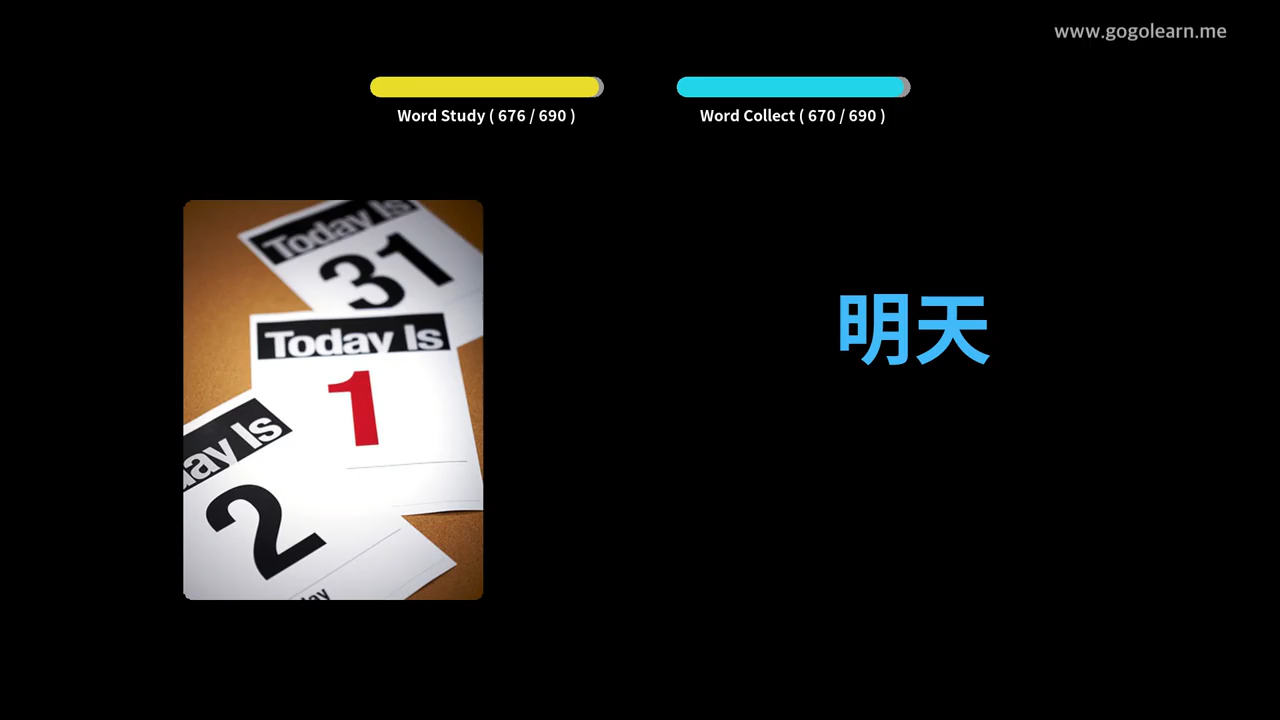 www.gogolearn.me
Word Study ( 676 / 690 )
Word Collect ( 670 / 690 )
Today Is
31
Today Is
1
ay Is
2
明天